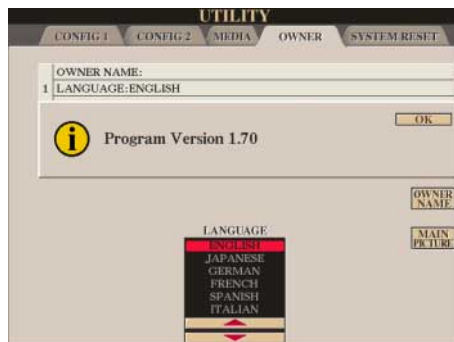 UTILITY
CONFIG 1 CONFIG 2 MEDIA OWNER SYSTEM RESET
OWNER NAME:
1 LANGUAGE:ENGLISH
OK
i Program Version 1.70
OWNER
NAME
LANGUAGE
MAIN
PICTURE
ENGLISH
JAPANESE
GERMAN
FRENCH
SPANISH
ITALIAN